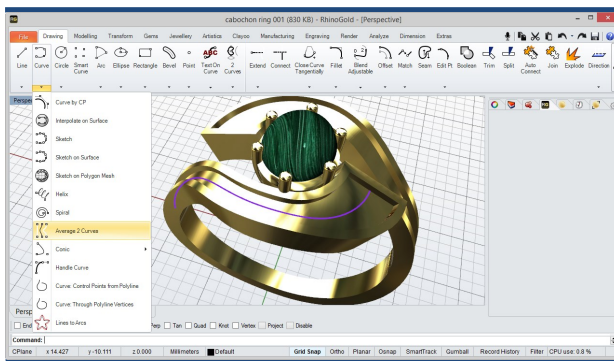 cabochon ring 001 (830 KB) - RhinoGold - [Perspective]
File Drawing Modelling Transform Gems Jewellery Artistics Clayoo Manufacturing Engraving Render Analyze Dimension Extras
Line Curve Circle Smart Curve Arc Ellipse Rectangle Bevel Point Text On Curve 2 Curves Extend Connect Close Curve Tangentially Fillet Blend Adjustable Offset Match Seam Edit Pt Boolean Trim Split Auto Connect Join Explode Direction
Perspe
Curve by CP
Interpolate on Surface
Sketch
Sketch on Surface
Sketch on Polygon Mesh
Helix
Spiral
Average 2 Curves
Conic
Handle Curve
Curve: Control Points from Polyline
Curve: Through Polyline Vertices
Lines to Arcs
Persp
End
Perp Tan Quad Knot Vertex Project Disable
Command:
CPlane x 14.427 y -10.111 z 0.000 Millimeters Default Grid Snap Ortho Planar Osnap SmartTrack Gumball Record History Filter CPU use: 0.8 %